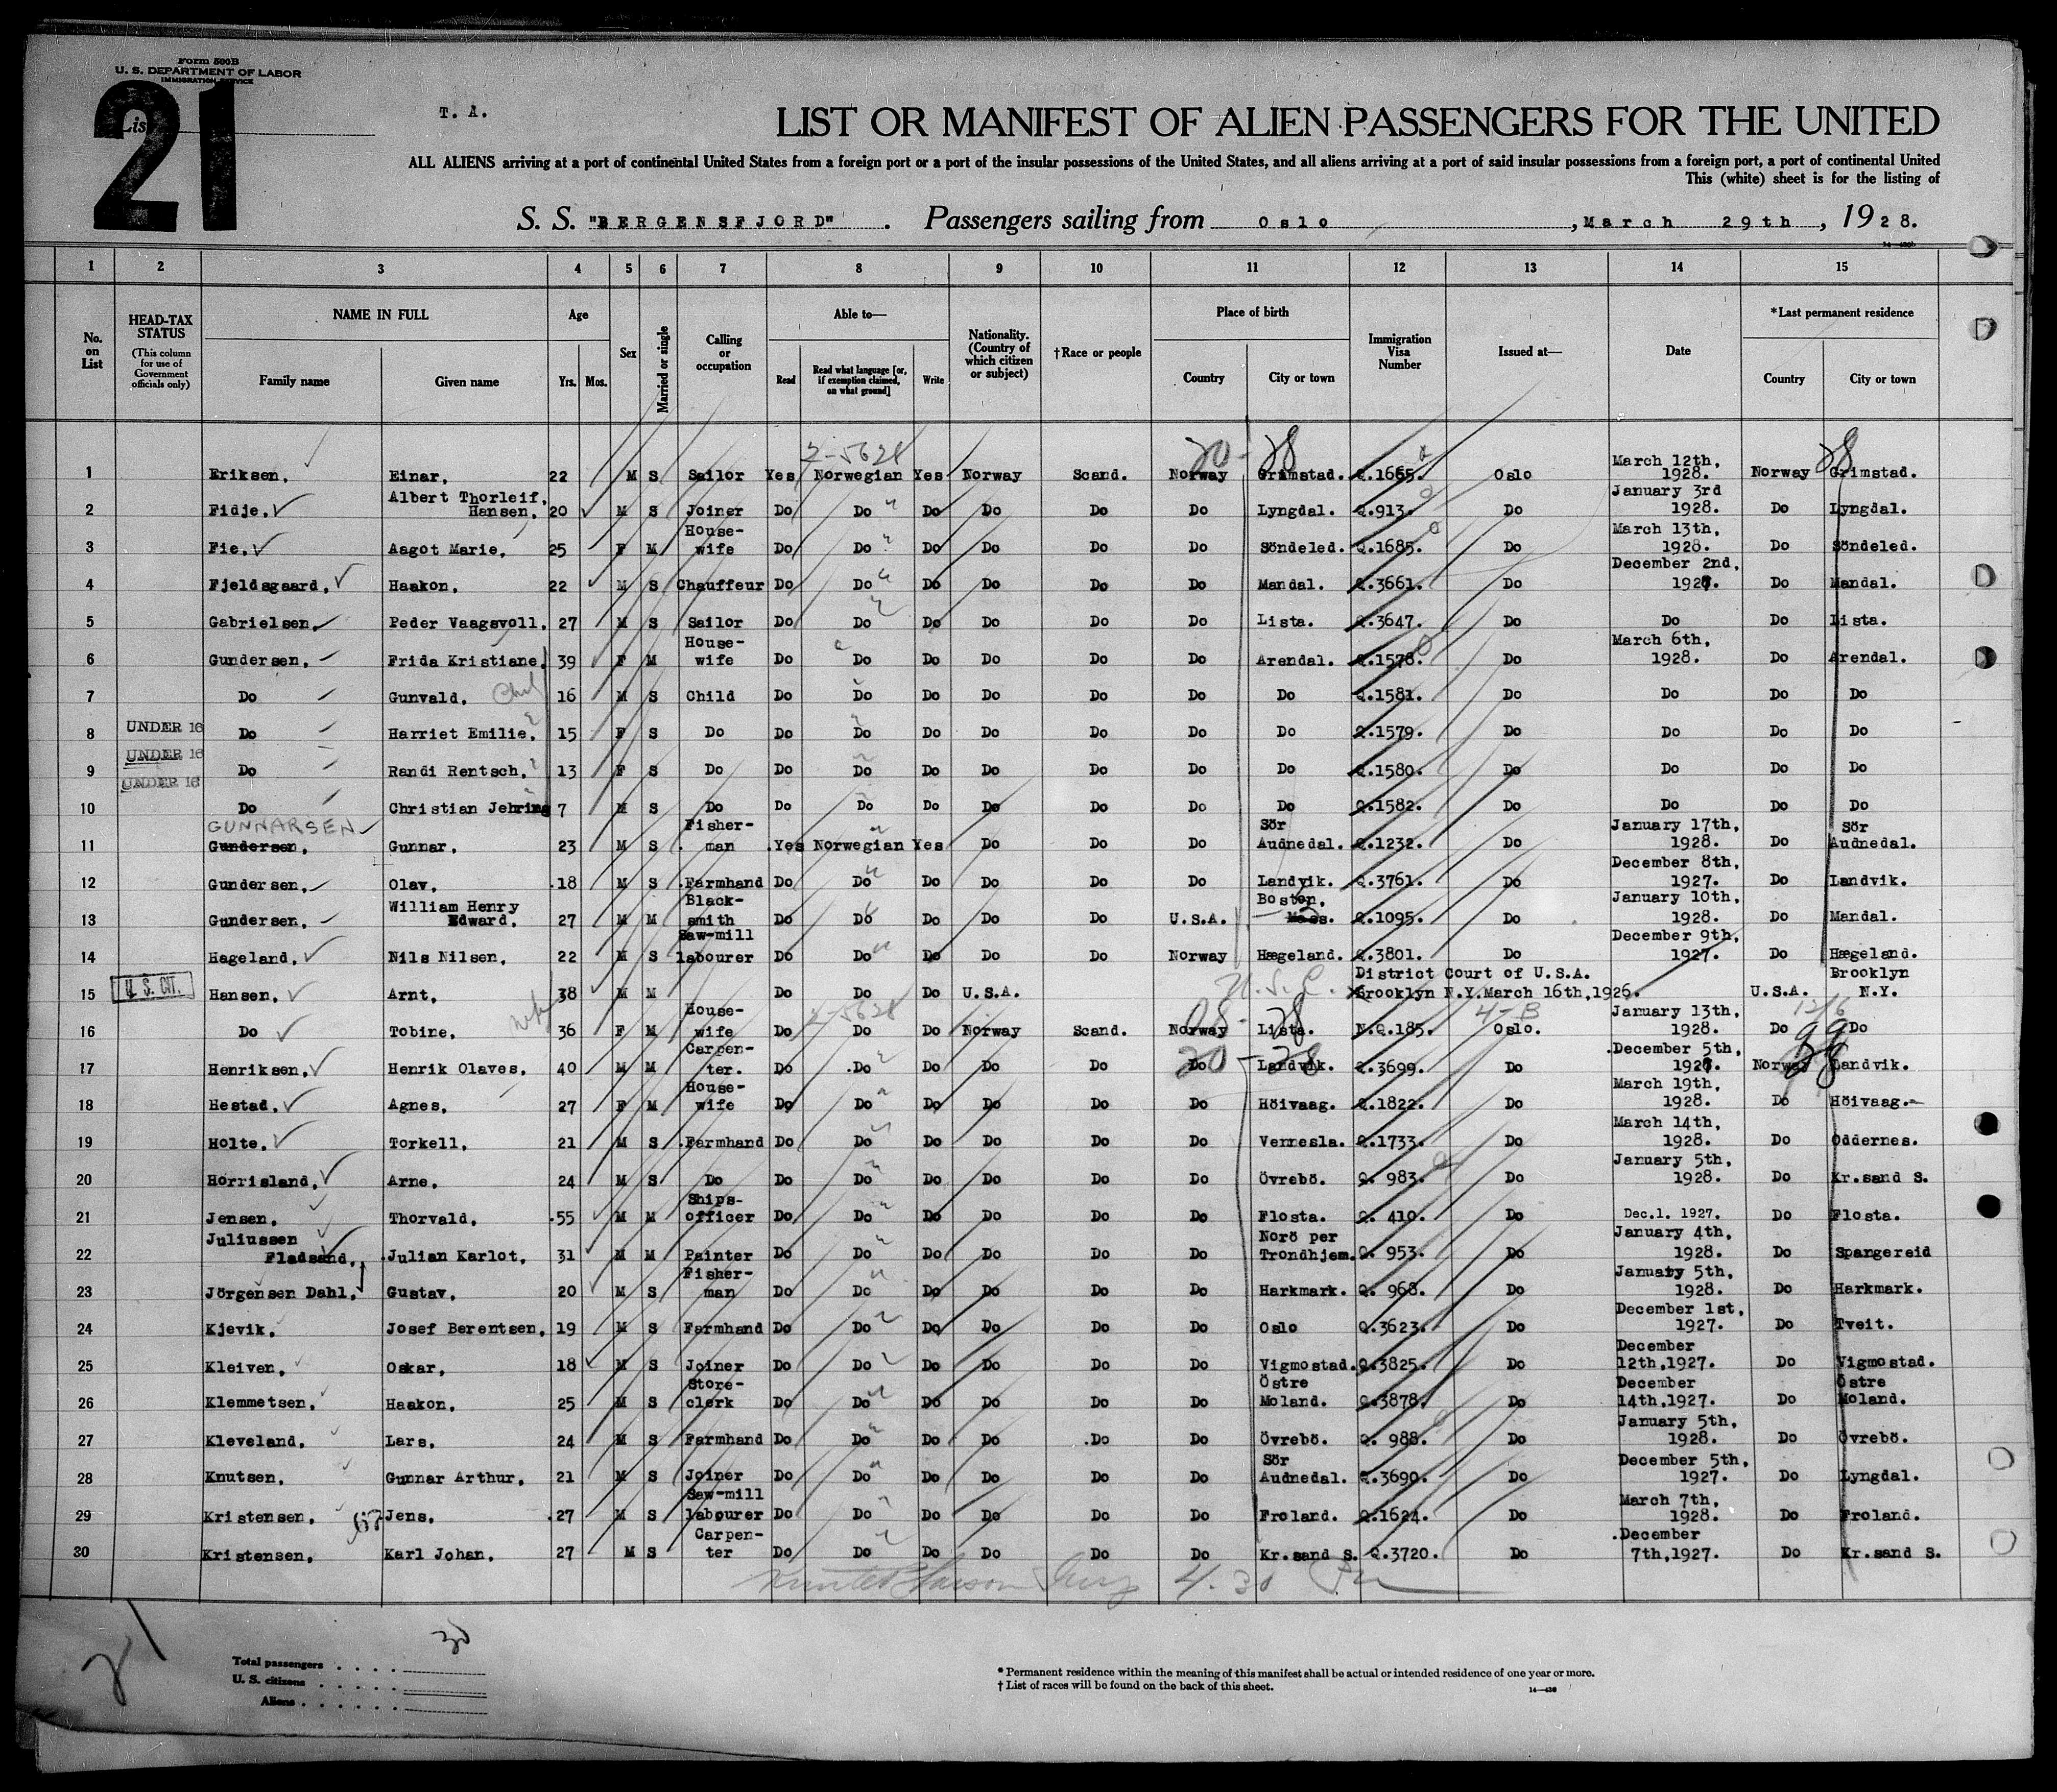 Form 500B
U. S. DEPARTMENT OF LABOR
IMMIGRATION SERVICE
21
List
T. A.
LIST OR MANIFEST OF ALIEN PASSENGERS FOR THE UNITED
ALL ALIENS arriving at a port of continental United States from a foreign port or a port of the insular possessions of the United States, and all aliens arriving at a port of said insular possessions from a foreign port, a port of continental United
This (white) sheet is for the listing of
S. S. "BERGENSFJORD". Passengers sailing from Oslo, March 29th, 1928.
1 2 3 4 5 6 7 8 9 10 11 12 13 14 15
No. on List
HEAD-TAX STATUS (This column for use of Government officials only)
NAME IN FULL Family name Given name
Age Yrs. Mos.
Sex
Married or single
Calling or occupation
Able to— Read Read what language [or, if exemption claimed, on what ground] Write
Nationality. (Country of which citizen or subject)
†Race or people
Place of birth Country City or town
Immigration Visa Number
Issued at—
Date
*Last permanent residence Country City or town
2-5628 20-28 28
1 Eriksen. Einar. 22 M S Sailor Yes Norwegian Yes Norway Scand. Norway Grimstad. Q.1665. Oslo March 12th, 1928. Norway Grimstad.
2 Fidje. Albert Thorleif. Hansen. 20 M S Joiner Do Do Do Do Do Do Lyngdal. Q.913. Do January 3rd 1928. Do Lyngdal.
3 Fie. Aagot Marie. 25 F M House-wife Do Do Do Do Do Do Söndeled. Q.1685. Do March 13th, 1928. Do Söndeled.
4 Fjeldsgaard. Haakon. 22 M S Chauffeur Do Do Do Do Do Do Mandal. Q.3661. Do December 2nd, 1927. Do Mandal.
5 Gabrielsen. Peder Vaagsvoll. 27 M S Sailor Do Do Do Do Do Do Lista. Q.3647. Do Do Do Lista.
6 Gundersen. Frida Kristiane. 39 F M House-wife Do Do Do Do Do Do Arendal. Q.1578. Do March 6th, 1928. Do Arendal.
7 Do Gunvald. 16 M S Child Do Do Do Do Do Do Do Q.1581. Do Do Do Do
8 UNDER 16 Do Harriet Emilie. 15 F S Do Do Do Do Do Do Do Do Q.1579. Do Do Do Do
9 UNDER 16 Do Randi Rentsch. 13 F S Do Do Do Do Do Do Do Do Q.1580. Do Do Do Do
10 UNDER 16 Do Christian Jehring 7 M S Do Do Do Do Do Do Do Do Q.1582. Do Do Do Do
GUNNARSEN
11 Gundersen. Gunnar. 23 M S Fisher-man Yes Norwegian Yes Do Do Do Sör Audnedal. Q.1232. Do January 17th, 1928. Do Sör Audnedal.
12 Gundersen. Olav. 18 M S Farmhand Do Do Do Do Do Do Landvik. Q.3761. Do December 8th, 1927. Do Landvik.
13 Gundersen. William Henry Edward. 27 M M Black-smith Do Do Do Do Do U.S.A. Boston. Mass. Q.1095. Do January 10th, 1928. Do Mandal.
14 Hageland. Nils Nilsen. 22 M S Saw-mill labourer Do Do Do Do Do Norway Hægeland. Q.3801. Do December 9th, 1927. Do Hægeland.
15 U. S. CIT. Hansen. Arnt. 38 M M Do Do Do U.S.A. U.S.C. District Court of U.S.A. Brooklyn N.Y. March 16th, 1926. U.S.A. Brooklyn N.Y.
2-5628 08-28 4-B 12/6
16 Do Tobine. 36 F M House-wife Do Do Do Norway Scand. Norway Lista. N.Q.185. Oslo. January 13th, 1928. Do Do
20-28
17 Henriksen. Henrik Olaves. 40 M M Carpen-ter. Do Do Do Do Do Do Landvik. Q.3699. Do December 5th, 1927. Norway Landvik.
18 Hestad. Agnes. 27 F M House-wife Do Do Do Do Do Do Höivaag. Q.1822. Do March 19th, 1928. Do Höivaag.
19 Holte. Torkell. 21 M S Farmhand Do Do Do Do Do Do Vennesla. Q.1733. Do March 14th, 1928. Do Oddernes.
20 Horrisland. Arne. 24 M S Do Do Do Do Do Do Do Övrebö. Q. 983. Do January 5th, 1928. Do Kr.sand S.
21 Jensen. Thorvald. 55 M M Ships-officer Do Do Do Do Do Do Flosta. Q. 410. Do Dec.1. 1927. Do Flosta.
22 Juliussen Fladsand. Julian Karlot. 31 M M Painter Do Do Do Do Do Do Norö per Trondhjem. Q. 953. Do January 4th, 1928. Do Spangereid
23 Jörgensen Dahl. Gustav. 20 M S Fisher-man Do Do Do Do Do Do Harkmark. Q. 968. Do January 5th, 1928. Do Harkmark.
24 Kjevik. Josef Berentsen. 19 M S Farmhand Do Do Do Do Do Do Oslo Q.3623. Do December 1st, 1927. Do Tveit.
25 Kleiven. Oskar. 18 M S Joiner Do Do Do Do Do Do Vigmostad. Q.3825. Do December 12th,1927. Do Vigmostad.
26 Klemmetsen. Haakon. 25 M S Store-clerk Do Do Do Do Do Do Östre Moland. Q.3878. Do December 14th,1927. Do Östre Moland.
27 Kleveland. Lars. 24 M S Farmhand Do Do Do Do Do Do Övrebö. Q. 988. Do January 5th, 1928. Do Övrebö.
28 Knutsen. Gunnar Arthur. 21 M S Joiner Do Do Do Do Do Do Sör Audnedal. Q.3690. Do December 5th, 1927. Do Lyngdal.
29 Kristensen. Jens. 27 M S Saw-mill labourer Do Do Do Do Do Do Froland. Q.1624. Do March 7th, 1928. Do Froland.
30 Kristensen. Karl Johan. 27 M S Carpen-ter Do Do Do Do Do Do Kr.sand S. Q.3720. Do December 7th,1927. Do Kr.sand S.
4. 30
30
Total passengers
U. S. citizens
Aliens
* Permanent residence within the meaning of this manifest shall be actual or intended residence of one year or more.
† List of races will be found on the back of this sheet.